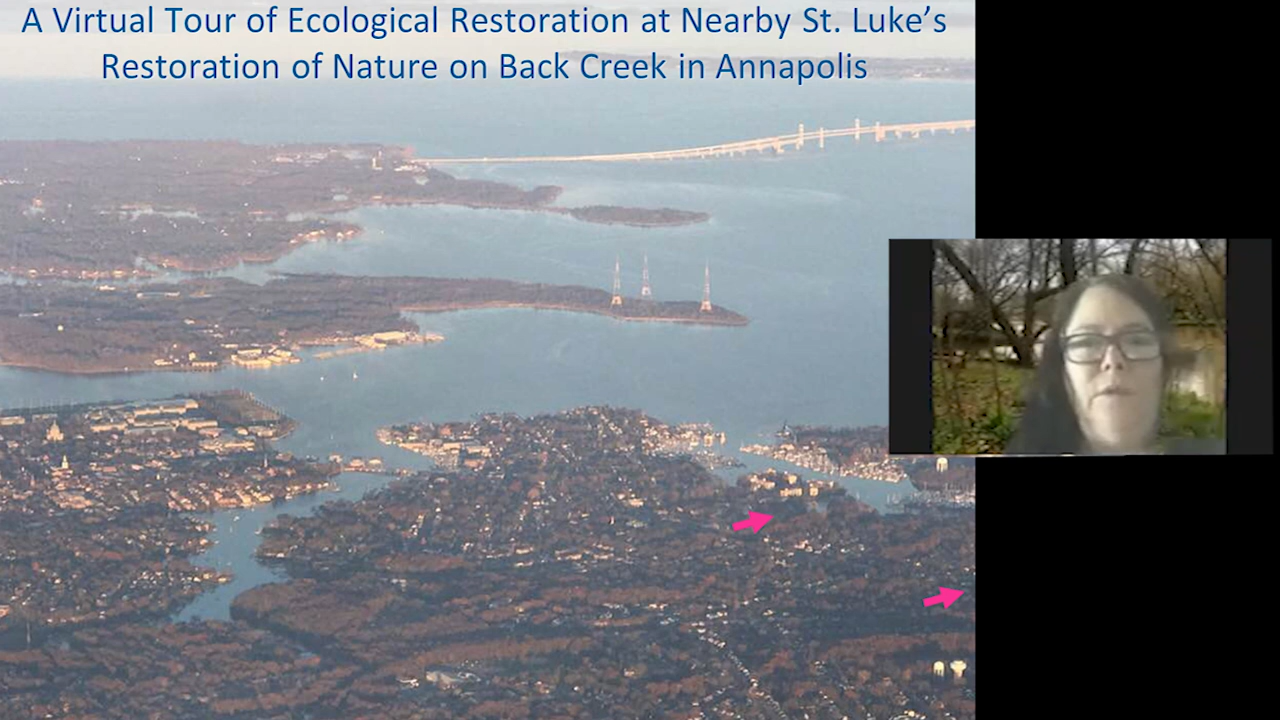 A Virtual Tour of Ecological Restoration at Nearby St. Luke’s
Restoration of Nature on Back Creek in Annapolis